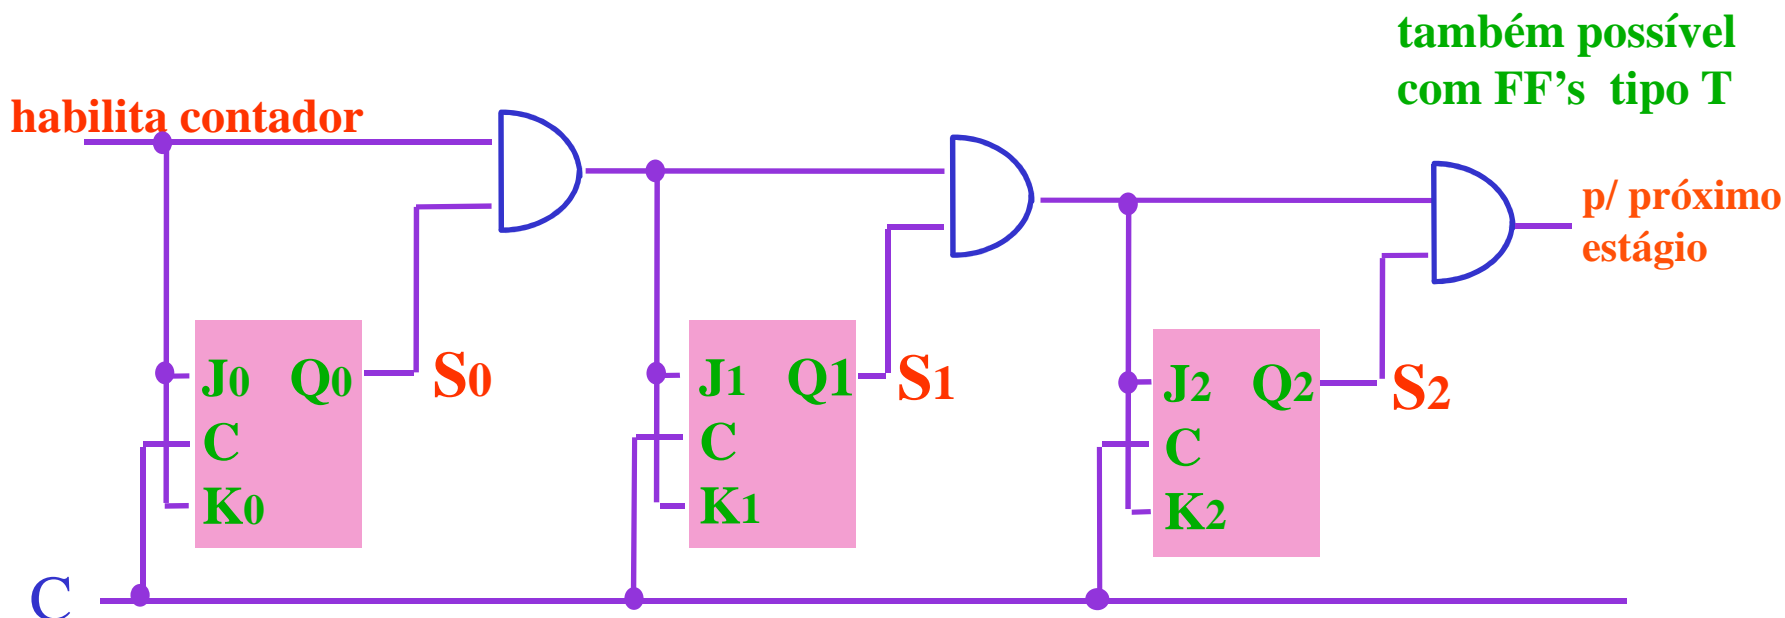 também possível
com FF’s tipo T
habilita contador
p/ próximo
estágio
J0 Q0 S0
C
K0
J1 Q1 S1
C
K1
J2 Q2 S2
C
K2
C